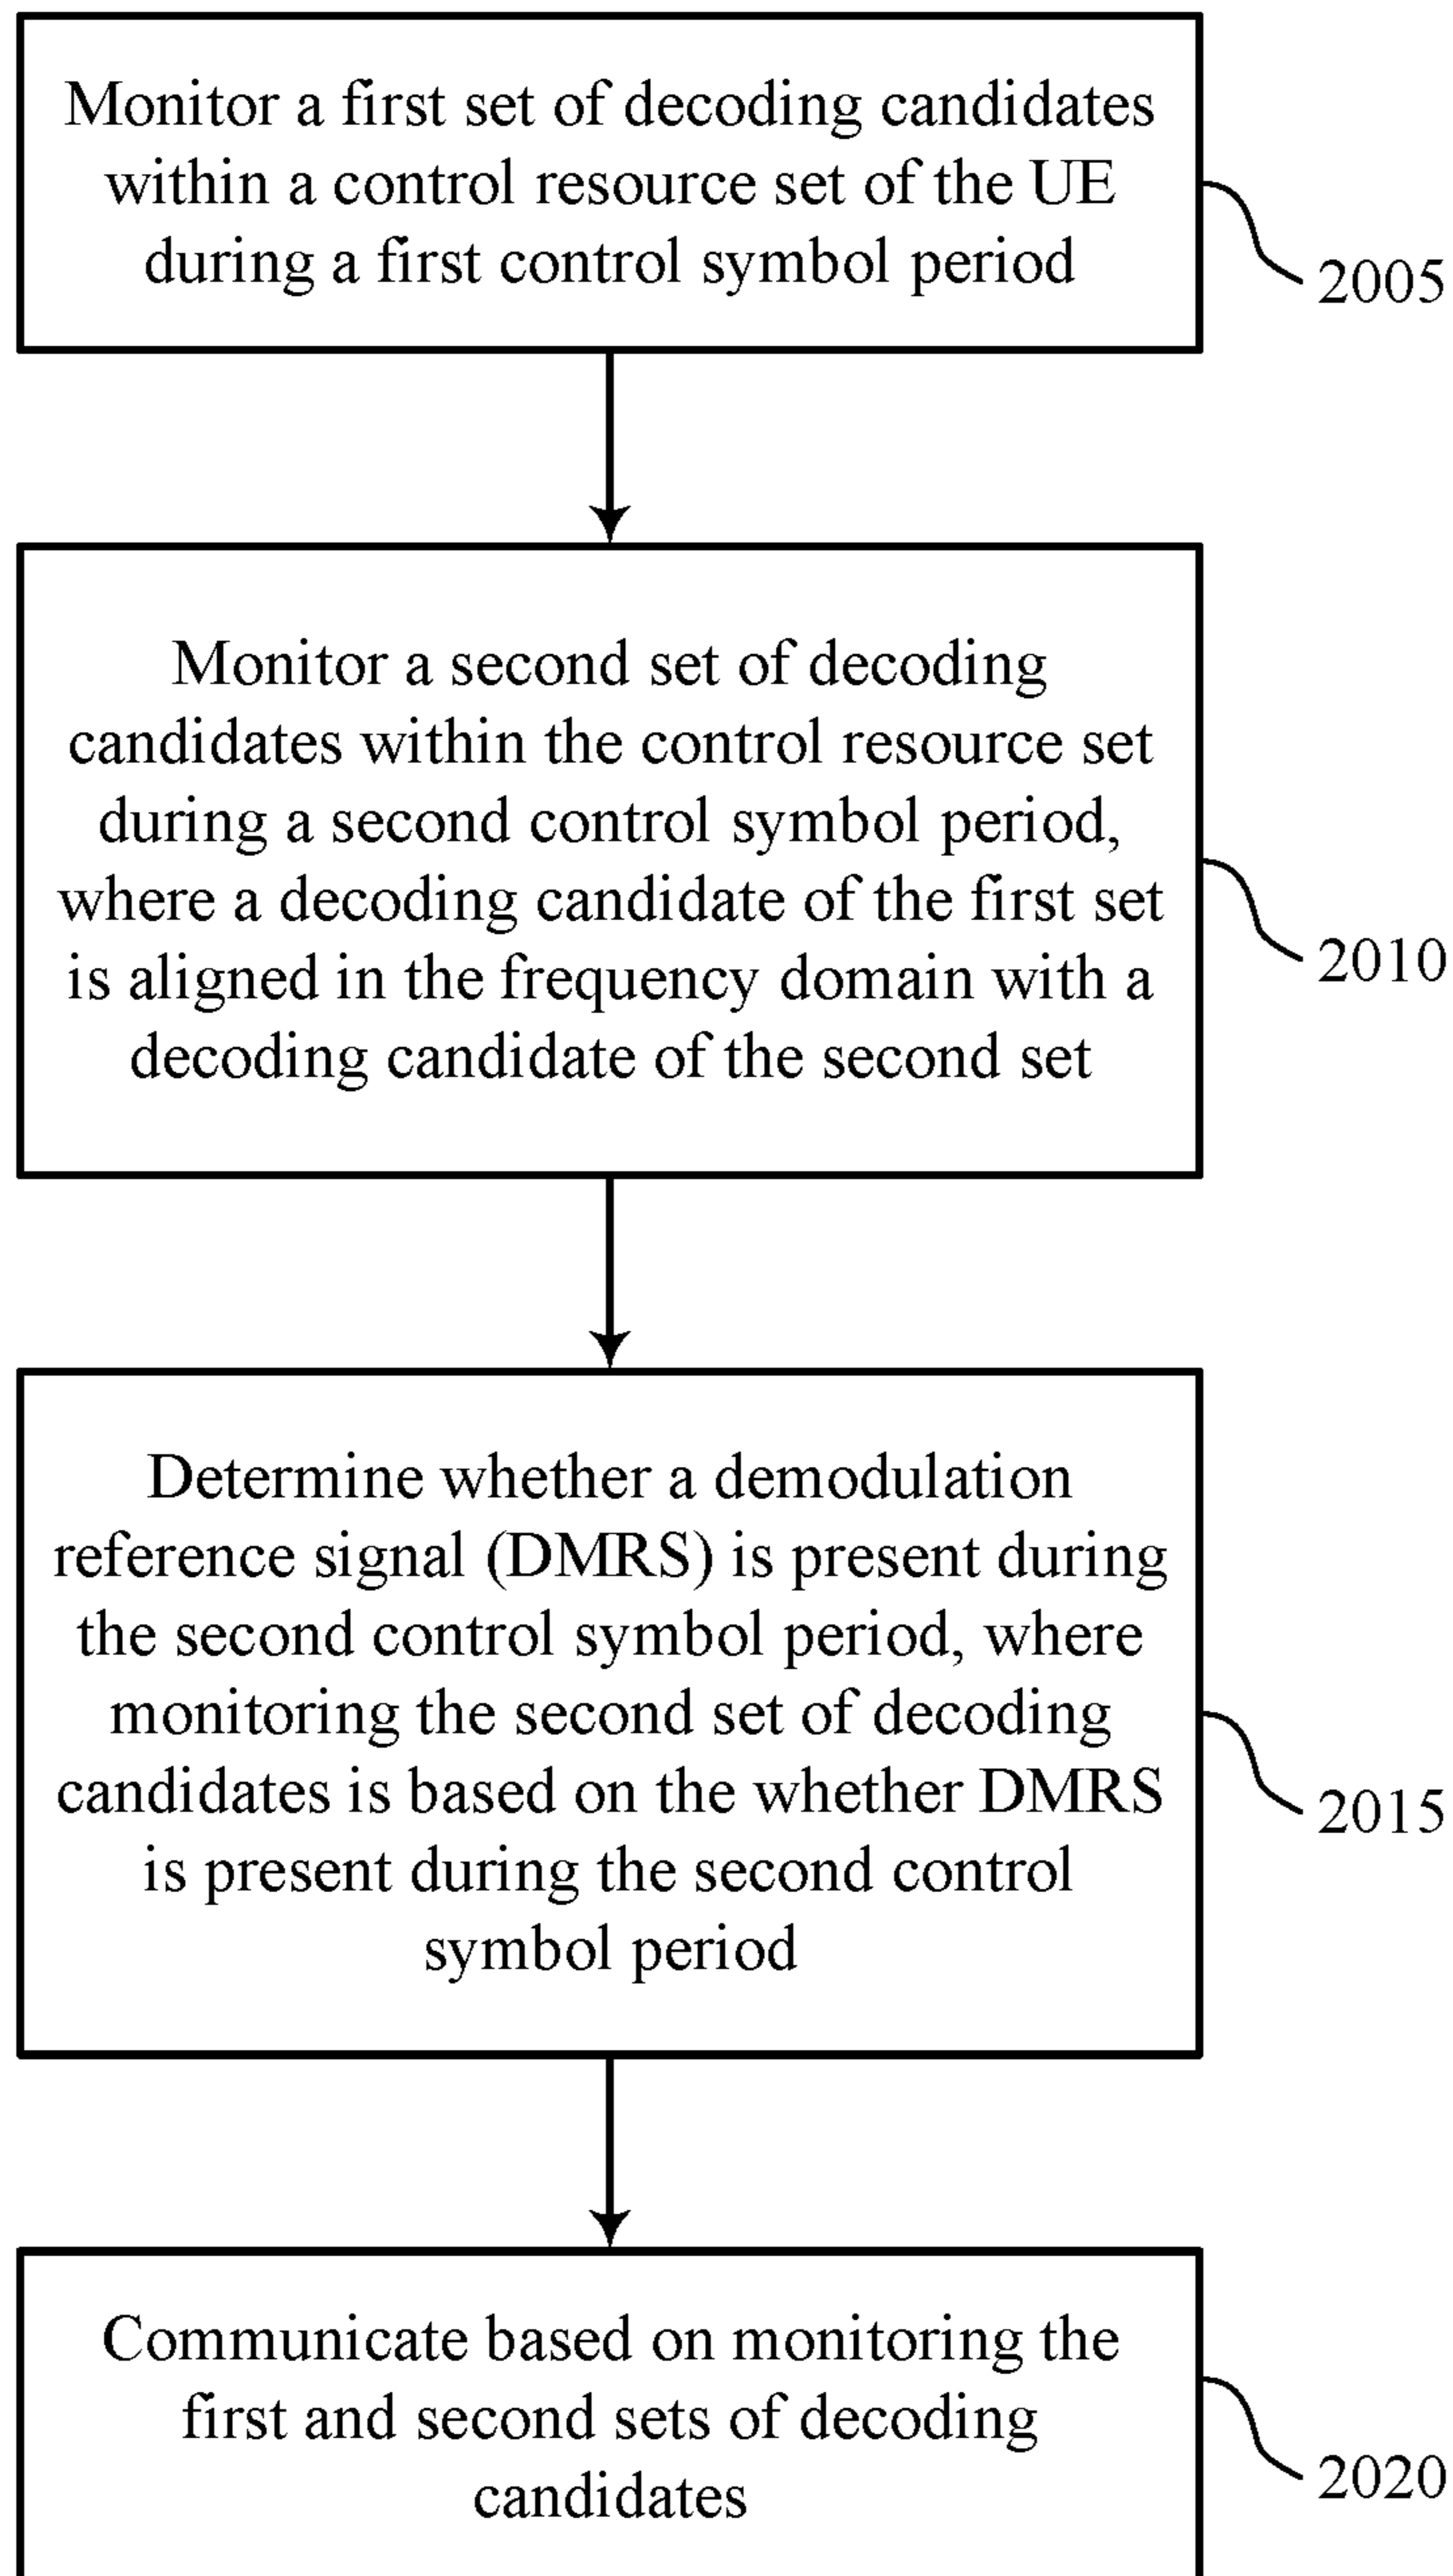 Monitor a first set of decoding candidates
within a control resource set of the UE
during a first control symbol period
2005
Monitor a second set of decoding
candidates within the control resource set
during a second control symbol period,
where a decoding candidate of the first set
is aligned in the frequency domain with a
decoding candidate of the second set
2010
Determine whether a demodulation
reference signal (DMRS) is present during
the second control symbol period, where
monitoring the second set of decoding
candidates is based on the whether DMRS
is present during the second control
symbol period
2015
Communicate based on monitoring the
first and second sets of decoding
candidates
2020